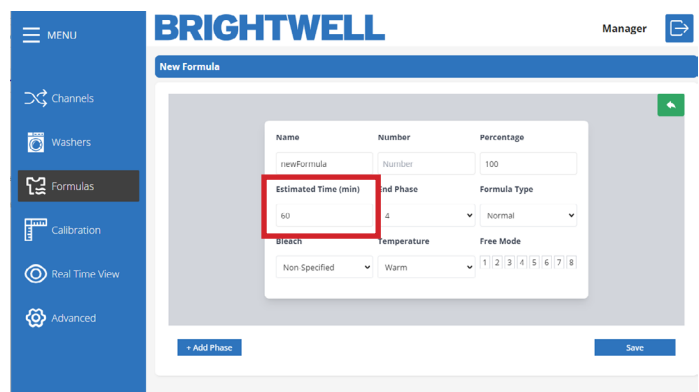 MENU
BRIGHTWELL
Manager
New Formula
Channels
Washers
Formulas
Calibration
Real Time View
Advanced
Name Number Percentage
newFormula Number 100
Estimated Time (min) End Phase Formula Type
60 4 Normal
Bleach Temperature Free Mode
Non Specified Warm 1 2 3 4 5 6 7 8
+ Add Phase Save